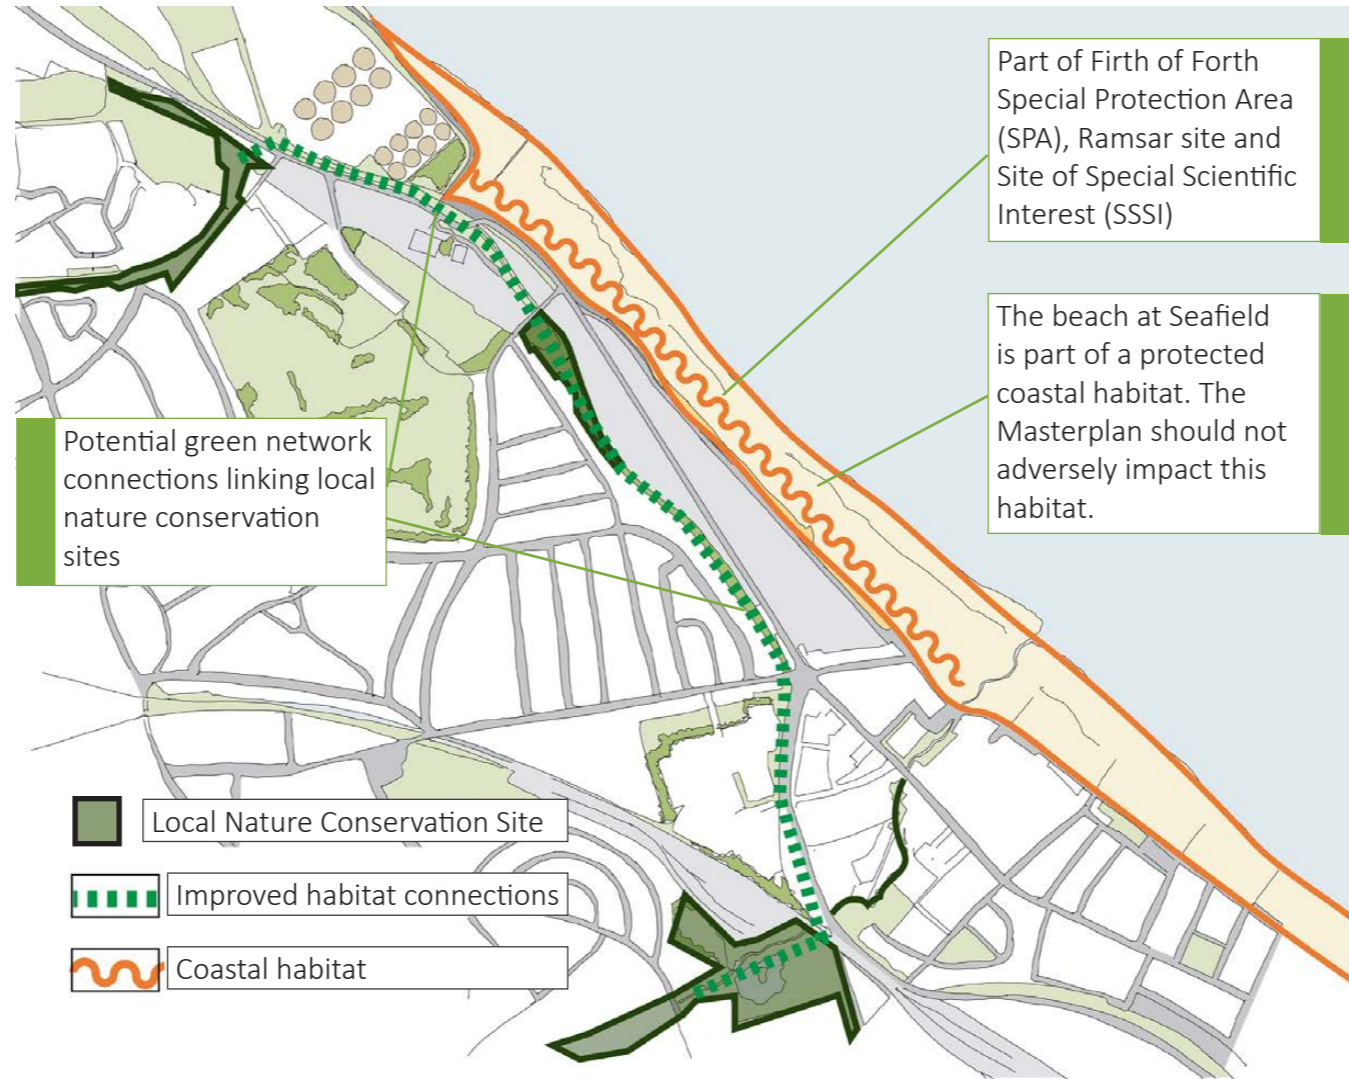 Part of Firth of Forth
Special Protection Area
(SPA), Ramsar site and
Site of Special Scientific
Interest (SSSI)
The beach at Seafield
is part of a protected
coastal habitat. The
Masterplan should not
adversely impact this
habitat.
Potential green network
connections linking local
nature conservation
sites
Local Nature Conservation Site
Improved habitat connections
Coastal habitat